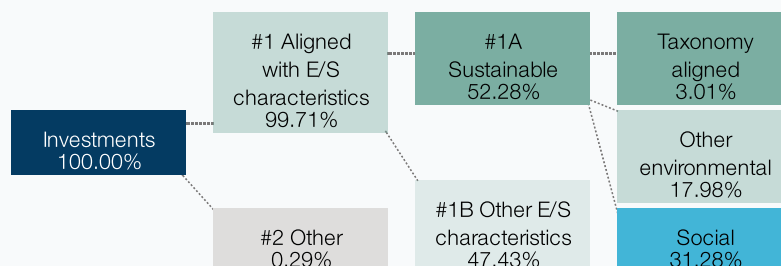 Investments
100.00%
#1 Aligned
with E/S
characteristics
99.71%
#2 Other
0.29%
#1A
Sustainable
52.28%
#1B Other E/S
characteristics
47.43%
Taxonomy
aligned
3.01%
Other
environmental
17.98%
Social
31.28%